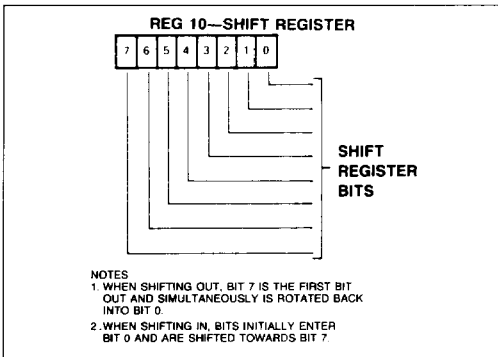 REG 10—SHIFT REGISTER
7 6 5 4 3 2 1 0
SHIFT
REGISTER
BITS
NOTES
1. WHEN SHIFTING OUT, BIT 7 IS THE FIRST BIT
OUT AND SIMULTANEOUSLY IS ROTATED BACK
INTO BIT 0.
2. WHEN SHIFTING IN, BITS INITIALLY ENTER
BIT 0 AND ARE SHIFTED TOWARDS BIT 7.